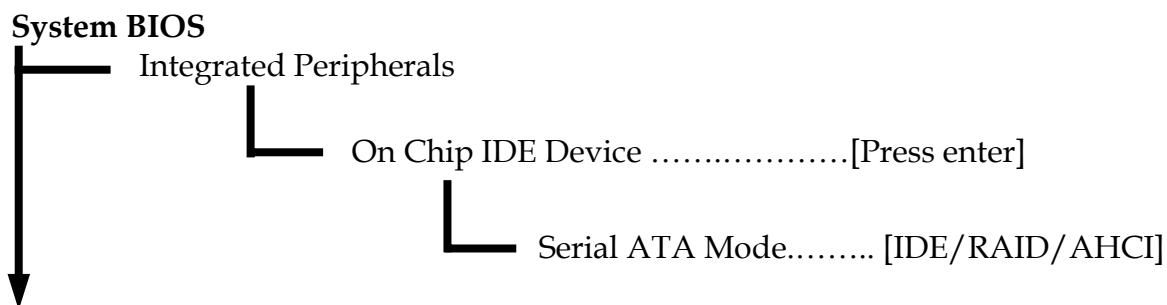 System BIOS
Integrated Peripherals
On Chip IDE Device ……..…………[Press enter]
Serial ATA Mode.…….. [IDE/RAID/AHCI]